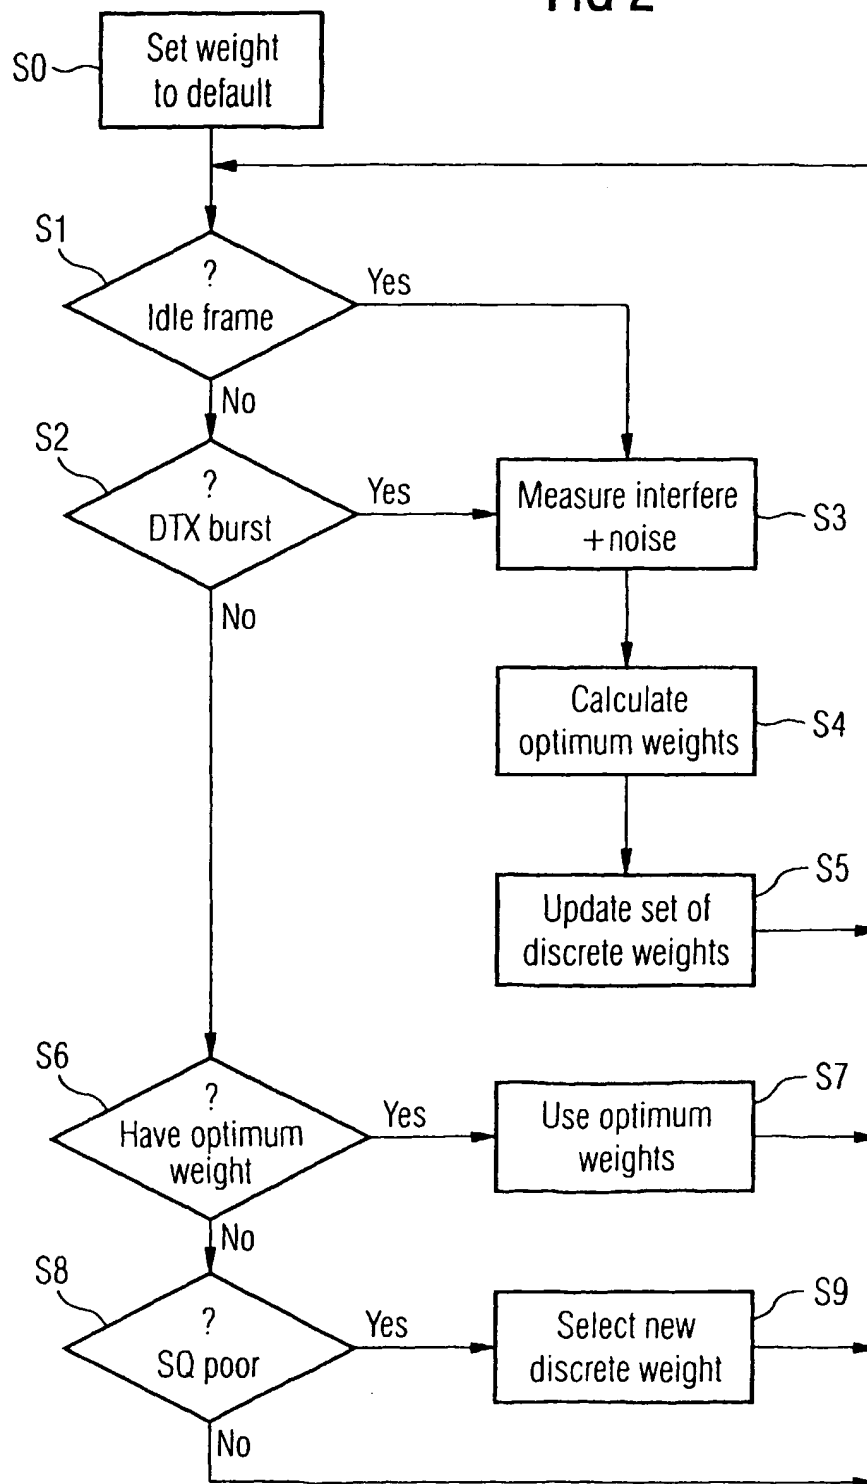 FIG 2
S0
Set weight
to default
S1
?
Idle frame
Yes
No
S2
?
DTX burst
Yes
No
Measure interfere
+noise
S3
Calculate
optimum weights
S4
S5
Update set of
discrete weights
S6
?
Have optimum
weight
Yes
No
S7
Use optimum
weights
S8
?
SQ poor
Yes
No
S9
Select new
discrete weight